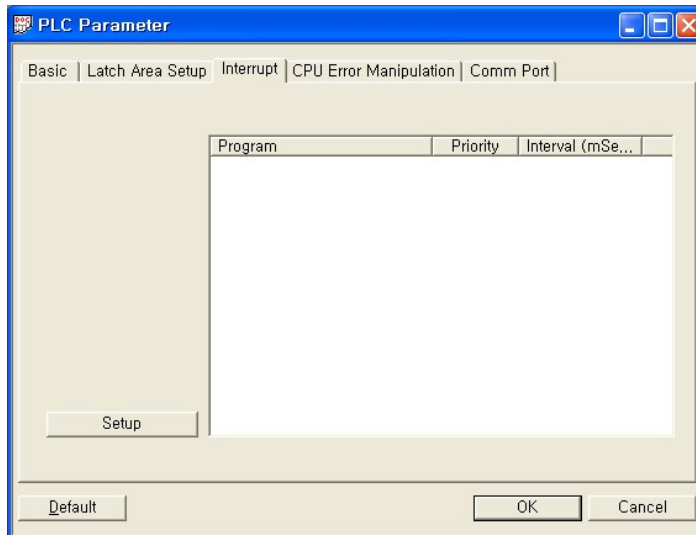 PLC Parameter
Basic Latch Area Setup Interrupt CPU Error Manipulation Comm Port
Program Priority Interval (mSe...
Setup
Default OK Cancel